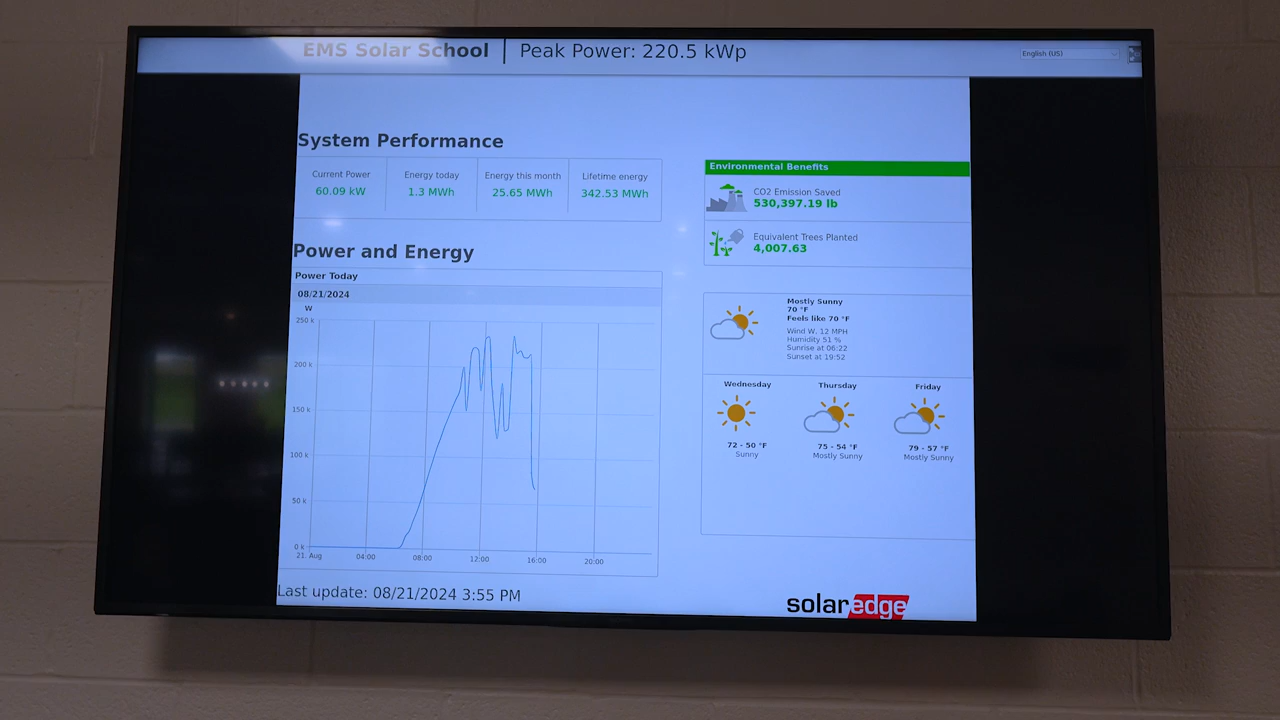 EMS Solar School | Peak Power: 220.5 kWp
English (US)
System Performance
Current Power
60.09 kW
Energy today
1.3 MWh
Energy this month
25.65 MWh
Lifetime energy
342.53 MWh
Environmental Benefits
CO2 Emission Saved
530,397.19 lb
Equivalent Trees Planted
4,007.63
Power and Energy
Power Today
08/21/2024
W
250 k
200 k
150 k
100 k
50 k
0 k
21. Aug
04:00
08:00
12:00
16:00
20:00
Mostly Sunny
70 °F
Feels like 70 °F
Wind W. 12 MPH
Humidity 51 %
Sunrise at 06:22
Sunset at 19:52
Wednesday
72 - 50 °F
Sunny
Thursday
75 - 54 °F
Mostly Sunny
Friday
79 - 57 °F
Mostly Sunny
Last update: 08/21/2024 3:55 PM
solaredge